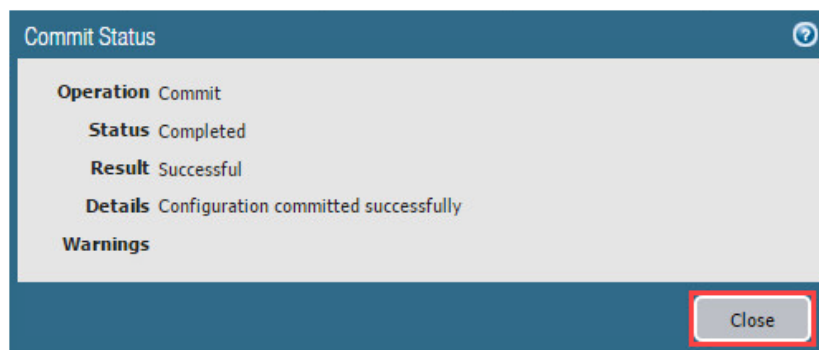 Commit Status
Operation Commit
Status Completed
Result Successful
Details Configuration committed successfully
Warnings
Close